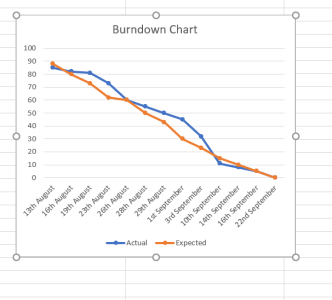 Burndown Chart
100
90
80
70
60
50
40
30
20
10
0
13th August
16th August
19th August
23th August
26th August
28th August
29th August
1st September
3rd September
10th September
14th September
16th September
22nd September
Actual
Expected